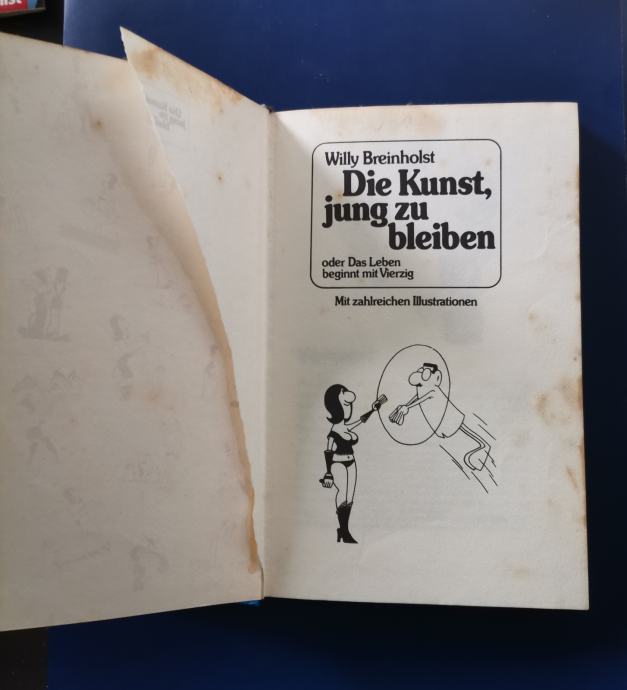 Willy Breinholst
Die Kunst,
jung zu
bleiben
oder Das Leben
beginnt mit Vierzig
Mit zahlreichen Illustrationen